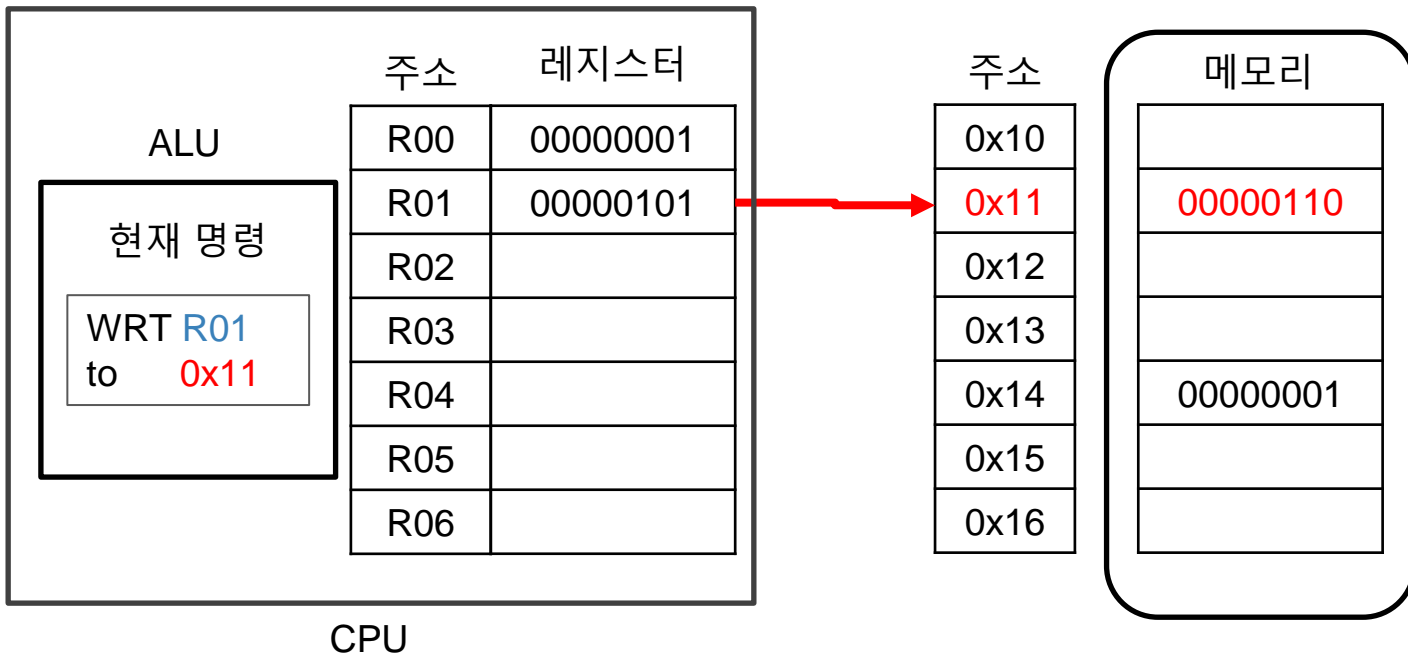 주소 레지스터 주소 메모리
ALU R00 00000001 0x10
R01 00000101 0x11 00000110
현재 명령 R02 0x12
WRT R01 R03 0x13
to 0x11 R04 0x14 00000001
R05 0x15
R06 0x16
CPU